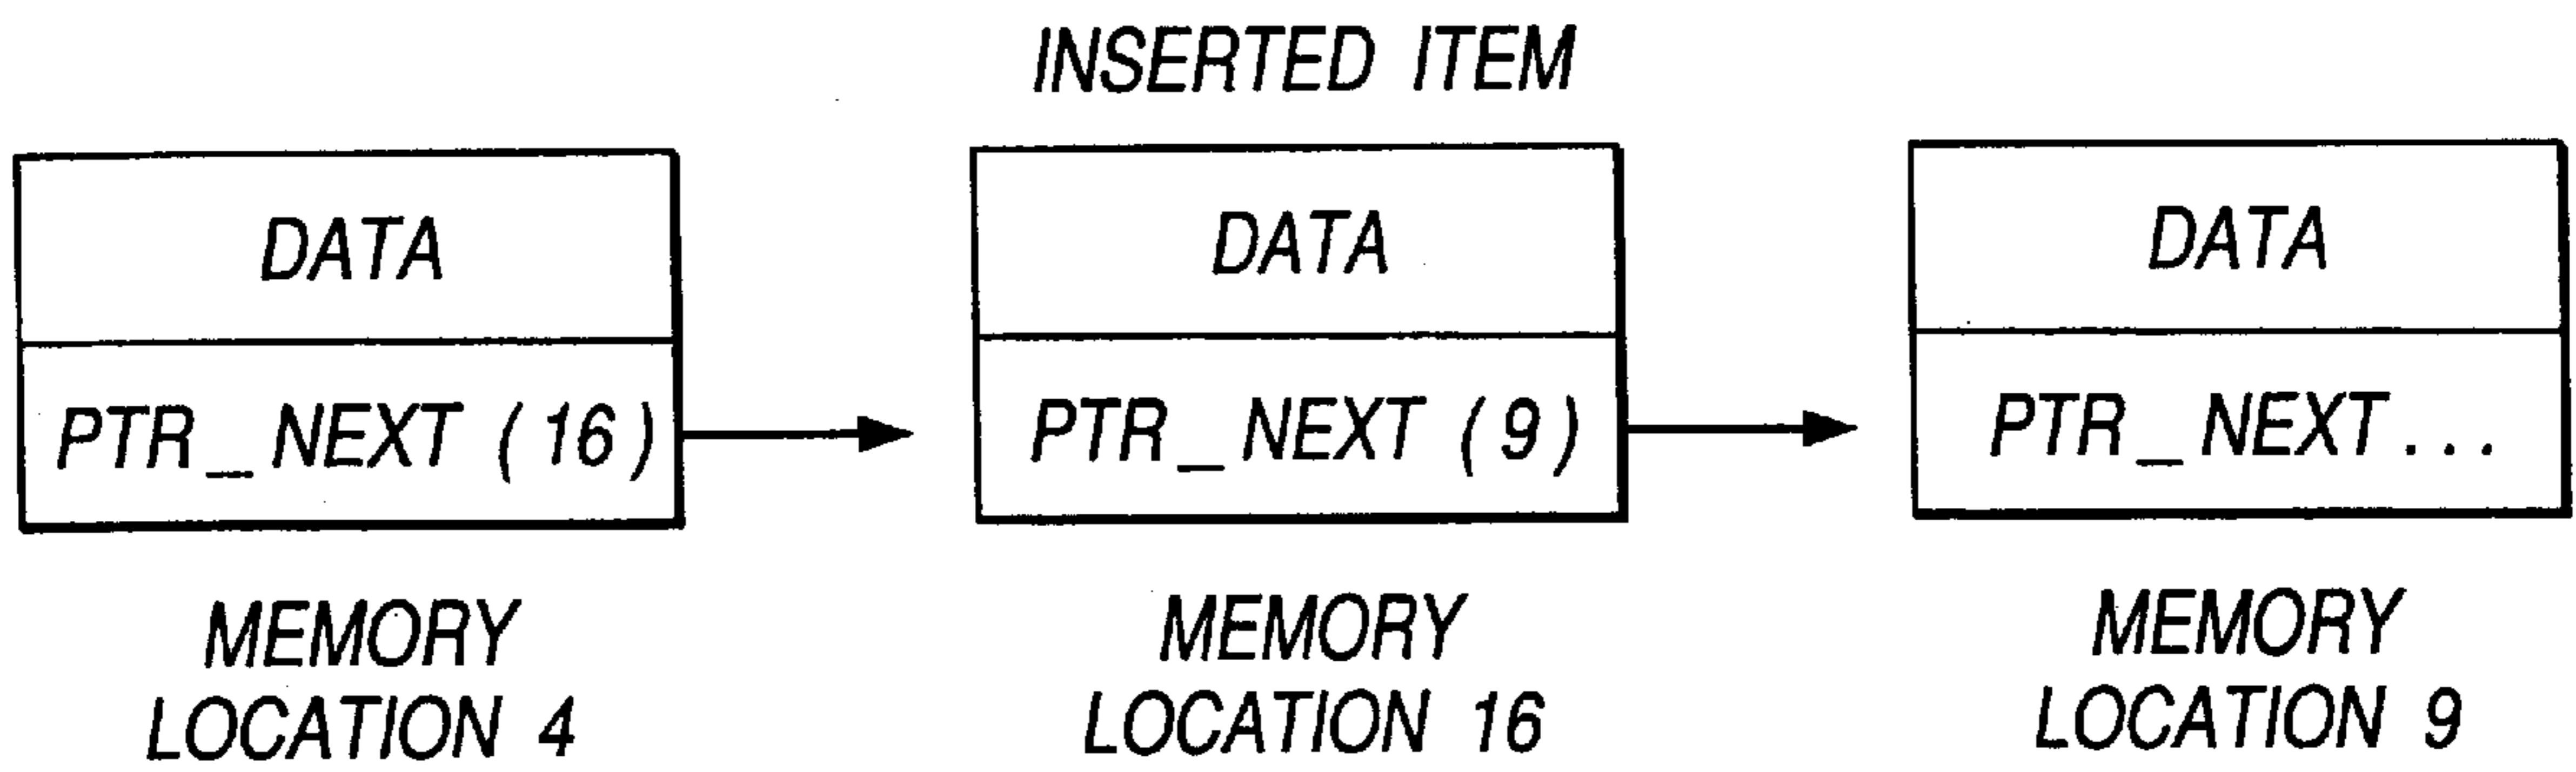 INSERTED ITEM
DATA
PTR_NEXT (16)
MEMORY
LOCATION 4
DATA
PTR_NEXT (9)
MEMORY
LOCATION 16
DATA
PTR_NEXT...
MEMORY
LOCATION 9